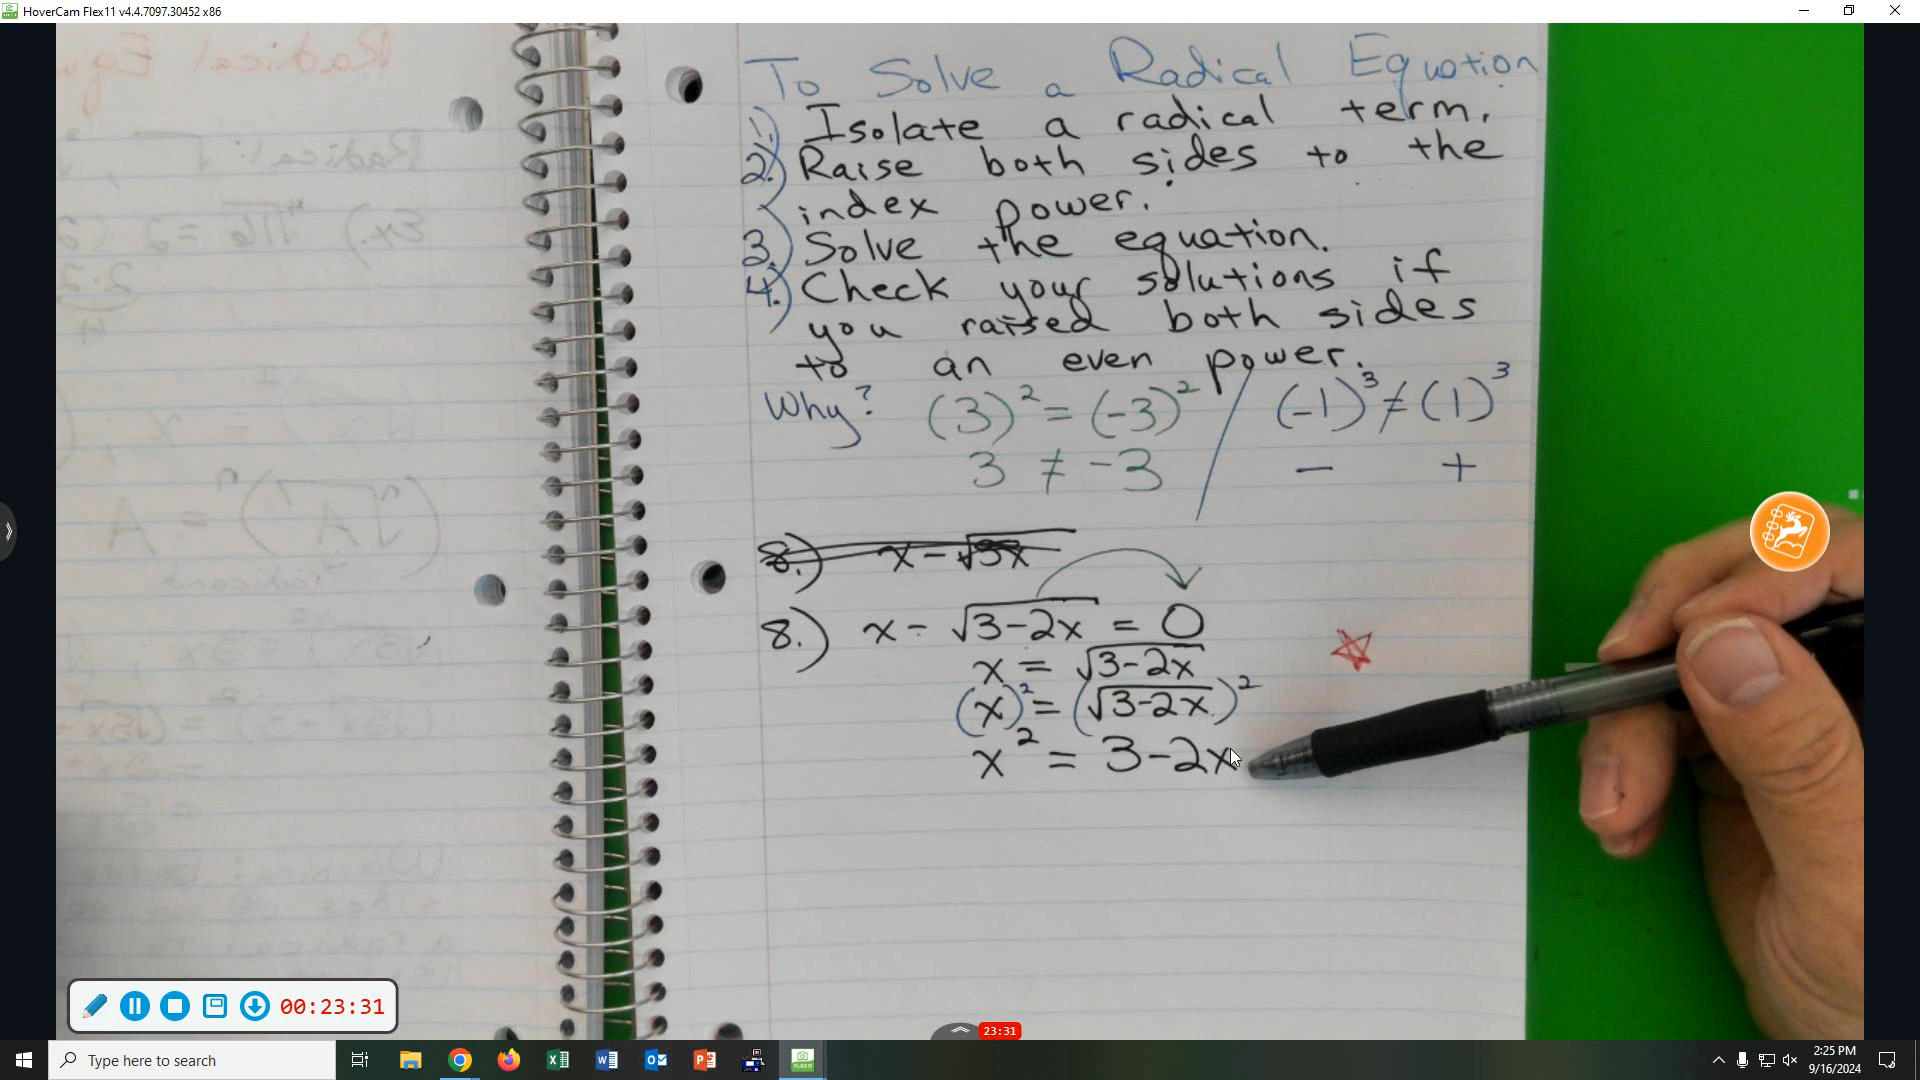 HoverCam Flex11 v4.4.7097.30452 x86
To Solve a Radical Equation
1.) Isolate a radical term.
2.) Raise both sides to the
index power.
3.) Solve the equation.
4.) Check your solutions if
you raised both sides
to an even power.
Why? (3)² = (-3)² / (-1)³ ≠ (1)³
3 ≠ -3 - +
8.) x - √3x
8.) x - √3-2x = 0
x = √3-2x
(x)² = (√3-2x)²
x² = 3-2x
00:23:31
23:31
Type here to search
2:25 PM
9/16/2024